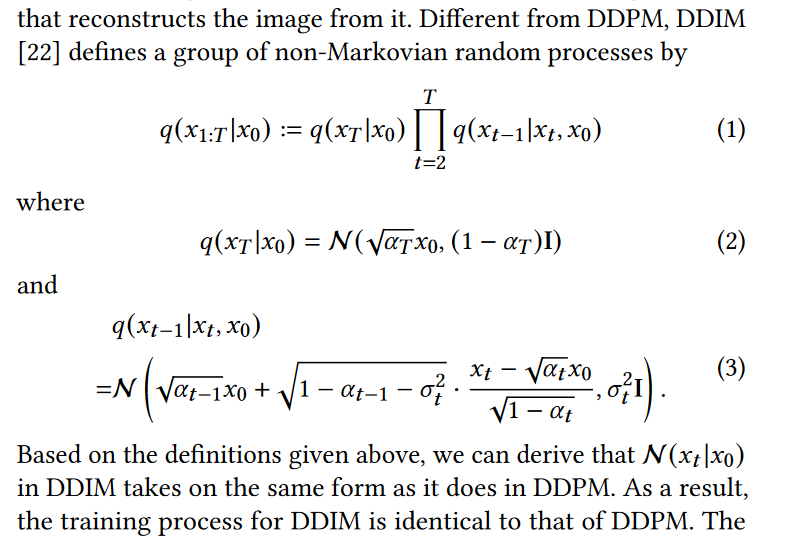 that reconstructs the image from it. Different from DDPM, DDIM
[22] defines a group of non-Markovian random processes by
q(x_{1:T}|x_0) := q(x_T|x_0) \prod_{t=2}^{T} q(x_{t-1}|x_t, x_0) (1)
where
q(x_T|x_0) = \mathcal{N}(\sqrt{\alpha_T}x_0, (1 − \alpha_T)\mathbf{I}) (2)
and
q(x_{t-1}|x_t, x_0)
=\mathcal{N}\left(\sqrt{\alpha_{t-1}}x_0 + \sqrt{1 − \alpha_{t-1} − \sigma_t^2} · \frac{x_t − \sqrt{\alpha_t}x_0}{\sqrt{1 − \alpha_t}}, \sigma_t^2\mathbf{I}\right). (3)
Based on the definitions given above, we can derive that \mathcal{N}(x_t|x_0)
in DDIM takes on the same form as it does in DDPM. As a result,
the training process for DDIM is identical to that of DDPM. The